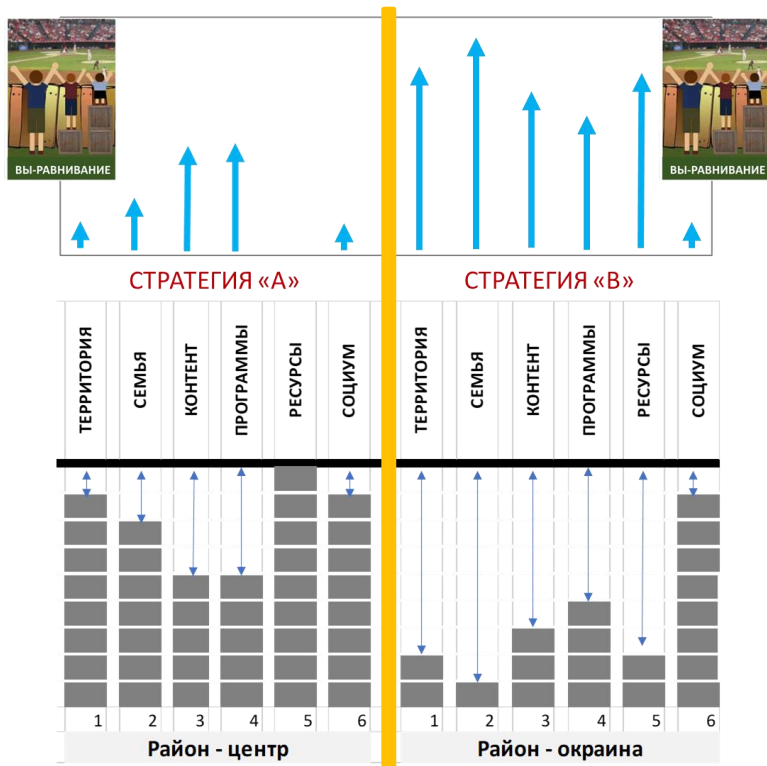 ВЫ-РАВНИВАНИЕ
ВЫ-РАВНИВАНИЕ
СТРАТЕГИЯ «А»
СТРАТЕГИЯ «В»
ТЕРРИТОРИЯ
СЕМЬЯ
КОНТЕНТ
ПРОГРАММЫ
РЕСУРСЫ
СОЦИУМ
ТЕРРИТОРИЯ
СЕМЬЯ
КОНТЕНТ
ПРОГРАММЫ
РЕСУРСЫ
СОЦИУМ
1 2 3 4 5 6
1 2 3 4 5 6
Район - центр
Район - окраина